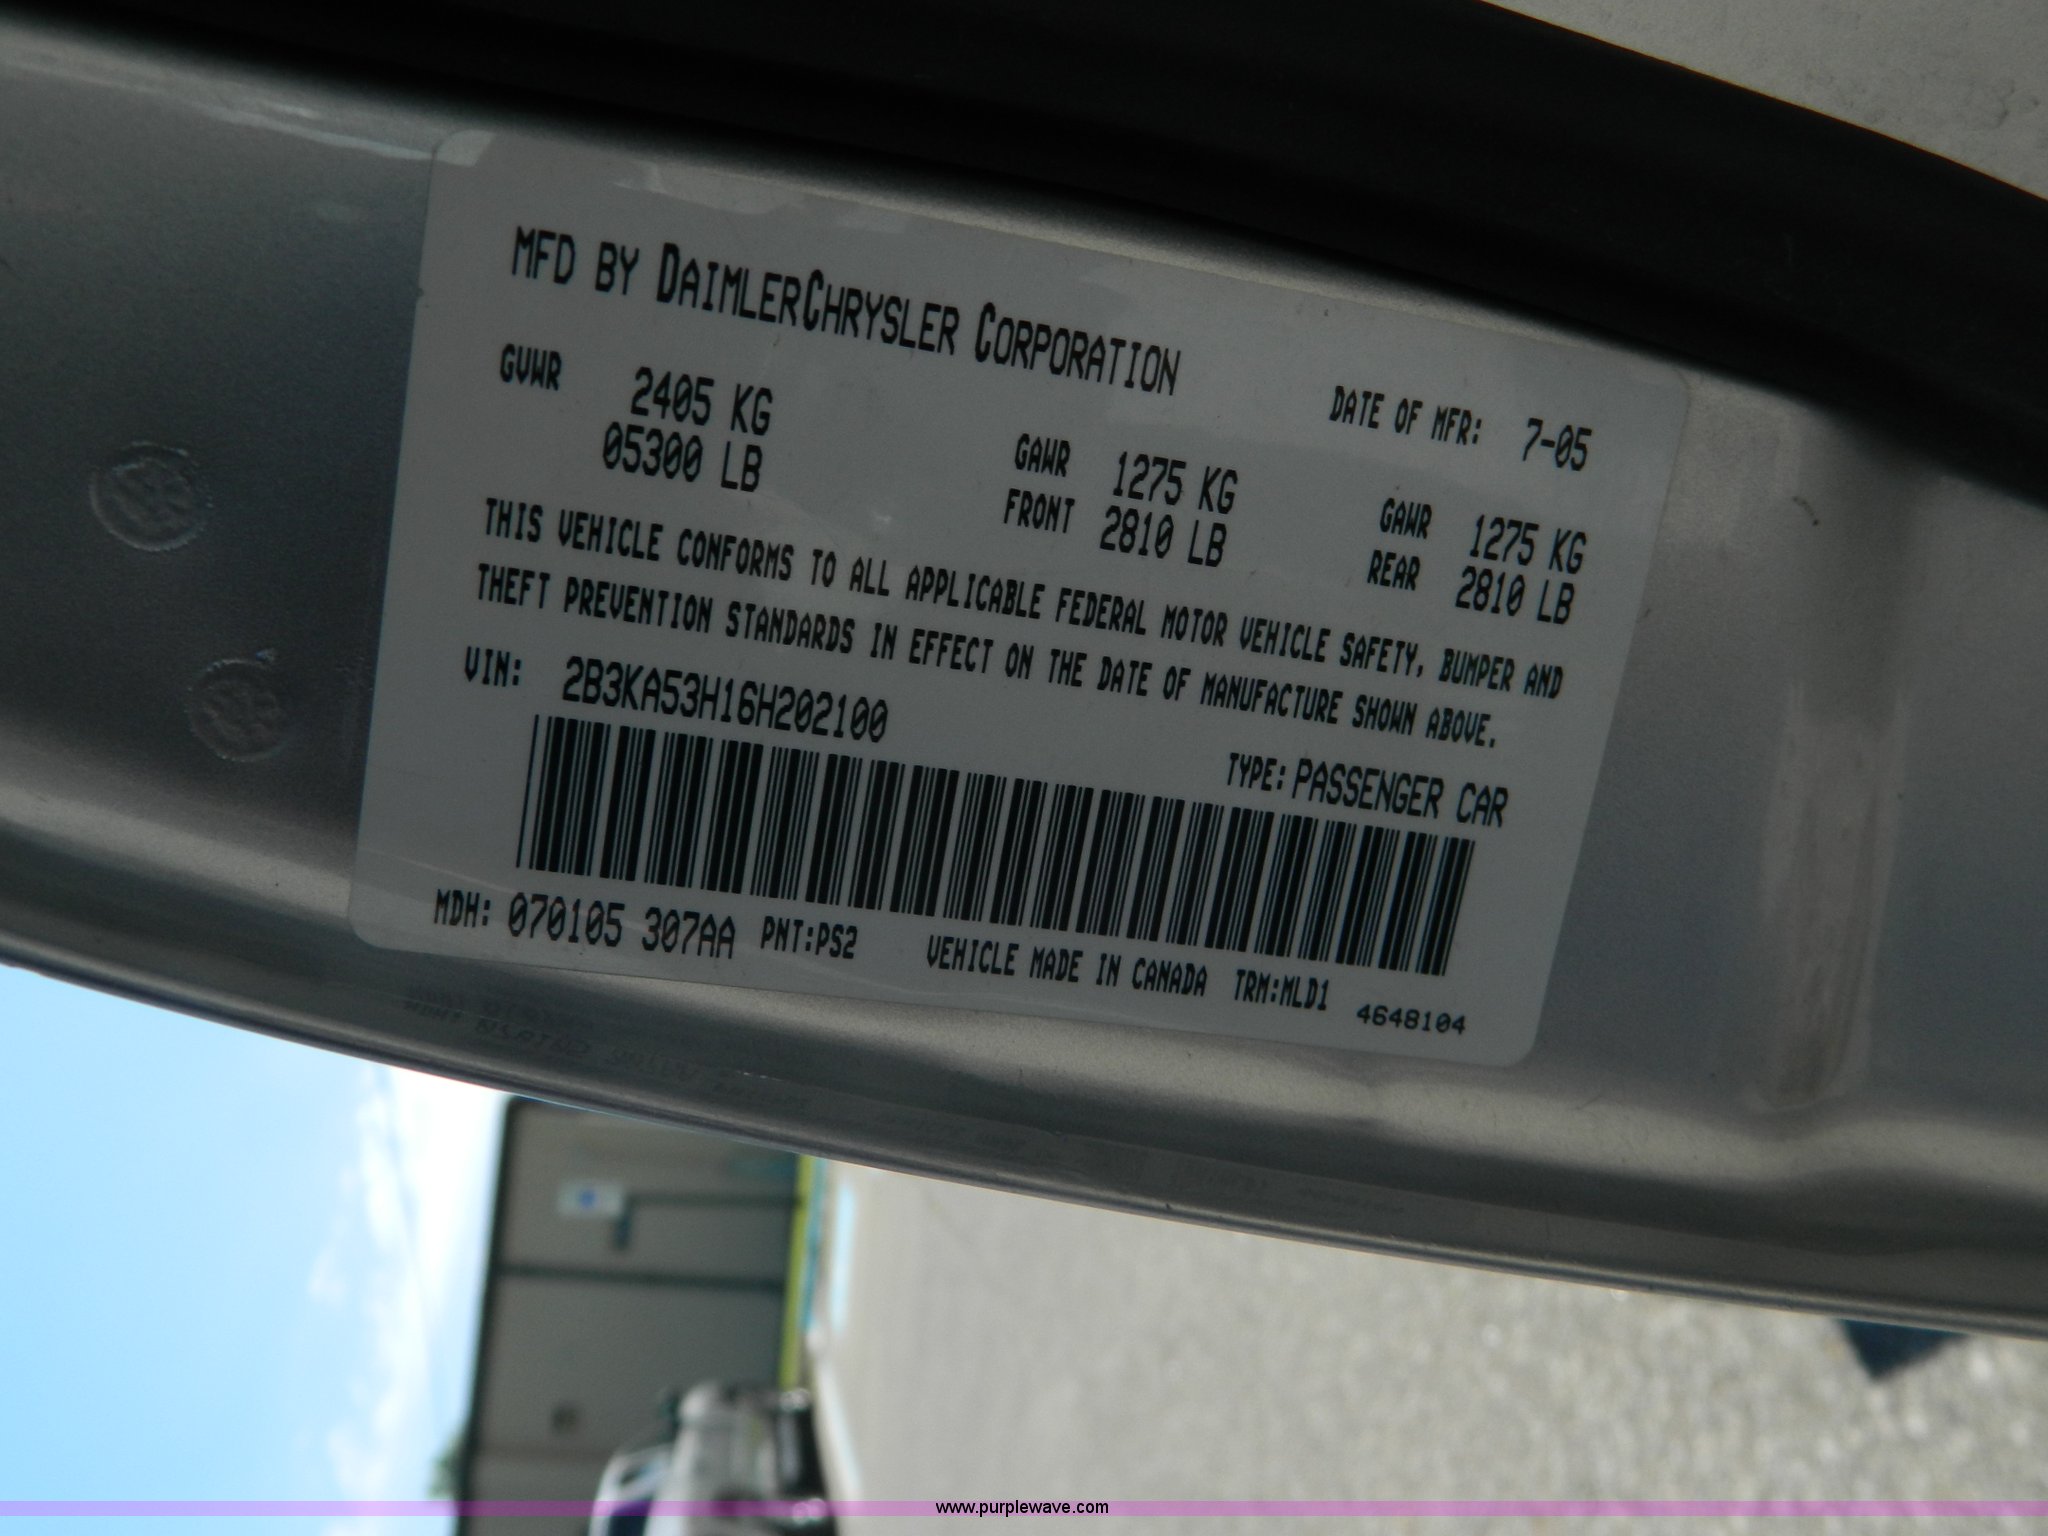 MFD BY DAIMLERCHRYSLER CORPORATION
DATE OF MFR: 7-05
GVWR 2405 KG
05300 LB
GAWR FRONT 1275 KG
2810 LB
GAWR REAR 1275 KG
2810 LB
THIS VEHICLE CONFORMS TO ALL APPLICABLE FEDERAL MOTOR VEHICLE SAFETY, BUMPER AND
THEFT PREVENTION STANDARDS IN EFFECT ON THE DATE OF MANUFACTURE SHOWN ABOVE.
VIN: 2B3KA53H16H202100
TYPE: PASSENGER CAR
MDH: 070105 307AA PNT:PS2 VEHICLE MADE IN CANADA TRM:MLD1 4648104
www.purplewave.com